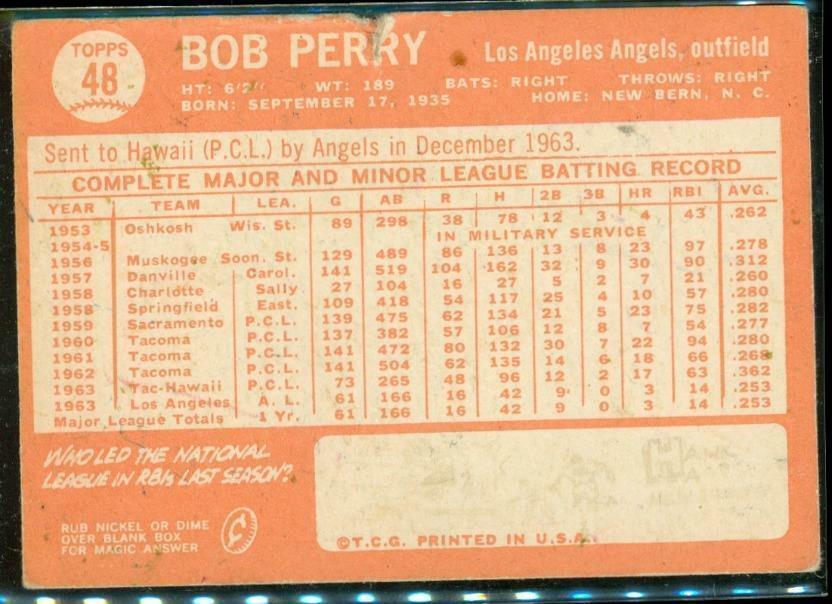 TOPPS
48
BOB PERRY
Los Angeles Angels, outfield
HT: 6'2" WT: 189 BATS: RIGHT THROWS: RIGHT
BORN: SEPTEMBER 17, 1935 HOME: NEW BERN, N. C.
Sent to Hawaii (P.C.L.) by Angels in December 1963.
COMPLETE MAJOR AND MINOR LEAGUE BATTING RECORD
YEAR TEAM LEA. G AB R H 2B 3B HR RBI AVG.
1953 Oshkosh Wis. St. 89 298 38 78 12 3 4 43 .262
1954-5 IN MILITARY SERVICE
1956 Muskogee Soon. St. 129 489 86 136 13 8 23 97 .278
1957 Danville Carol. 141 519 104 162 32 9 30 90 .312
1958 Charlotte Sally 27 104 16 27 5 2 7 21 .260
1958 Springfield East. 109 418 54 117 25 4 10 57 .280
1959 Sacramento P.C.L. 139 475 62 134 21 5 23 75 .282
1960 Tacoma P.C.L. 137 382 57 106 12 8 7 54 .277
1961 Tacoma P.C.L. 141 472 80 132 30 7 22 94 .280
1962 Tacoma P.C.L. 141 504 62 135 14 6 18 66 .268
1963 Tac-Hawaii P.C.L. 73 265 48 96 12 2 17 63 .362
1963 Los Angeles A. L. 61 166 16 42 9 0 3 14 .253
Major League Totals 1 Yr. 61 166 16 42 9 0 3 14 .253
WHO LED THE NATIONAL
LEAGUE IN RBIs LAST SEASON?
RUB NICKEL OR DIME
OVER BLANK BOX
FOR MAGIC ANSWER
©T.C.G. PRINTED IN U.S.A.